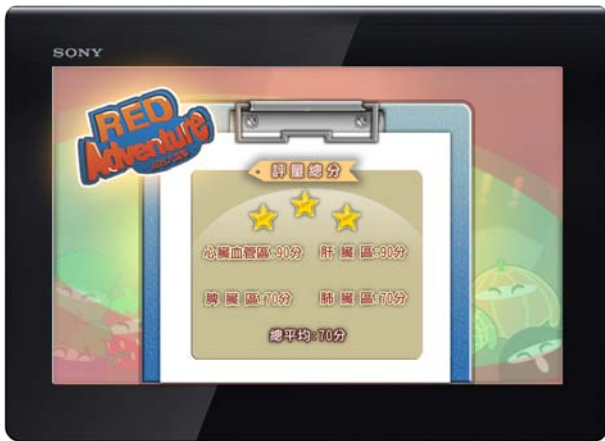 SONY
RED
Adventure
評量總分
心臟血管區:90分 肝臟區:90分
脾臟區:70分 肺臟區:70分
總平均:70分